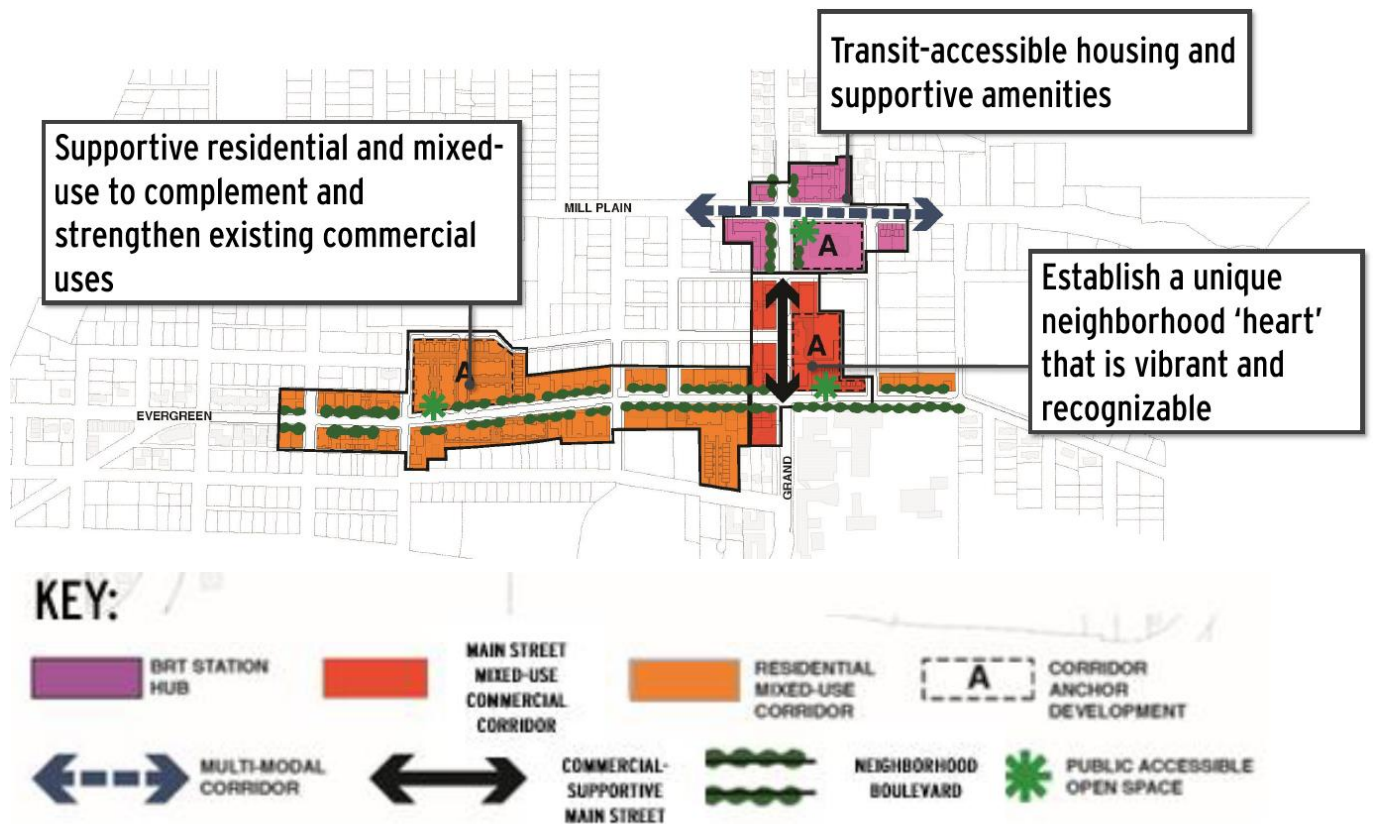 Transit-accessible housing and
supportive amenities
Supportive residential and mixed-
use to complement and
strengthen existing commercial
uses
MILL PLAIN
A
Establish a unique
neighborhood ‘heart’
that is vibrant and
recognizable
A
A
EVERGREEN
GRAND
KEY:
BRT STATION
HUB
MAIN STREET
MIXED-USE
COMMERCIAL
CORRIDOR
RESIDENTIAL
MIXED-USE
CORRIDOR
A
CORRIDOR
ANCHOR
DEVELOPMENT
MULTI-MODAL
CORRIDOR
COMMERCIAL-
SUPPORTIVE
MAIN STREET
NEIGHBORHOOD
BOULEVARD
PUBLIC ACCESSIBLE
OPEN SPACE